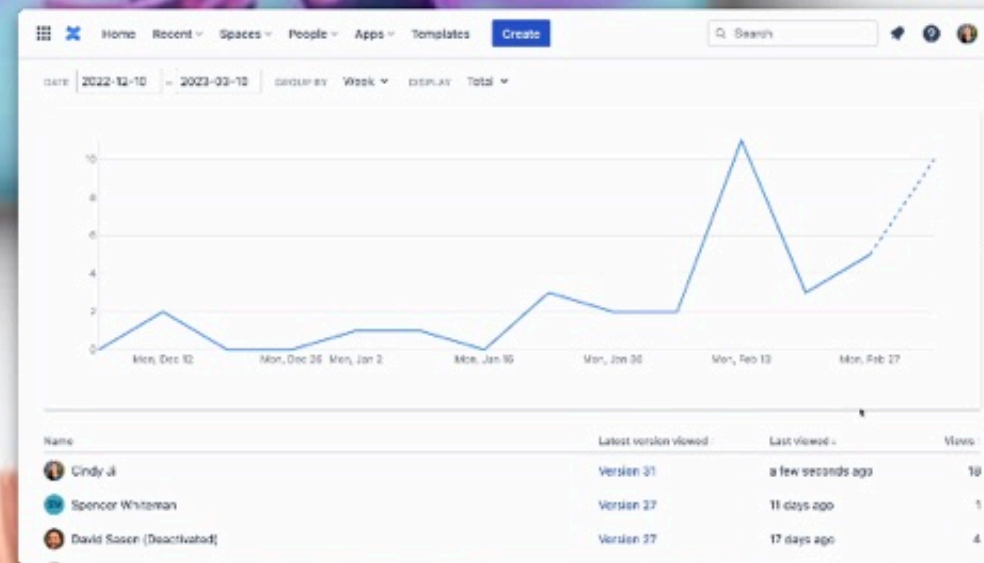 Home Recent Spaces People Apps Templates Create Search
DATE 2022-12-10 - 2023-03-10 GROUP BY Week DISPLAY Total
10
8
6
4
2
0
Mon, Dec 12 Mon, Dec 26 Mon, Jan 2 Mon, Jan 16 Mon, Jan 30 Mon, Feb 13 Mon, Feb 27
Name Latest version viewed Last viewed Views
Cindy Ji Version 31 a few seconds ago
Spencer Whiteman Version 27 11 days ago 1
David Sason (Deactivated) Version 27 17 days ago 4